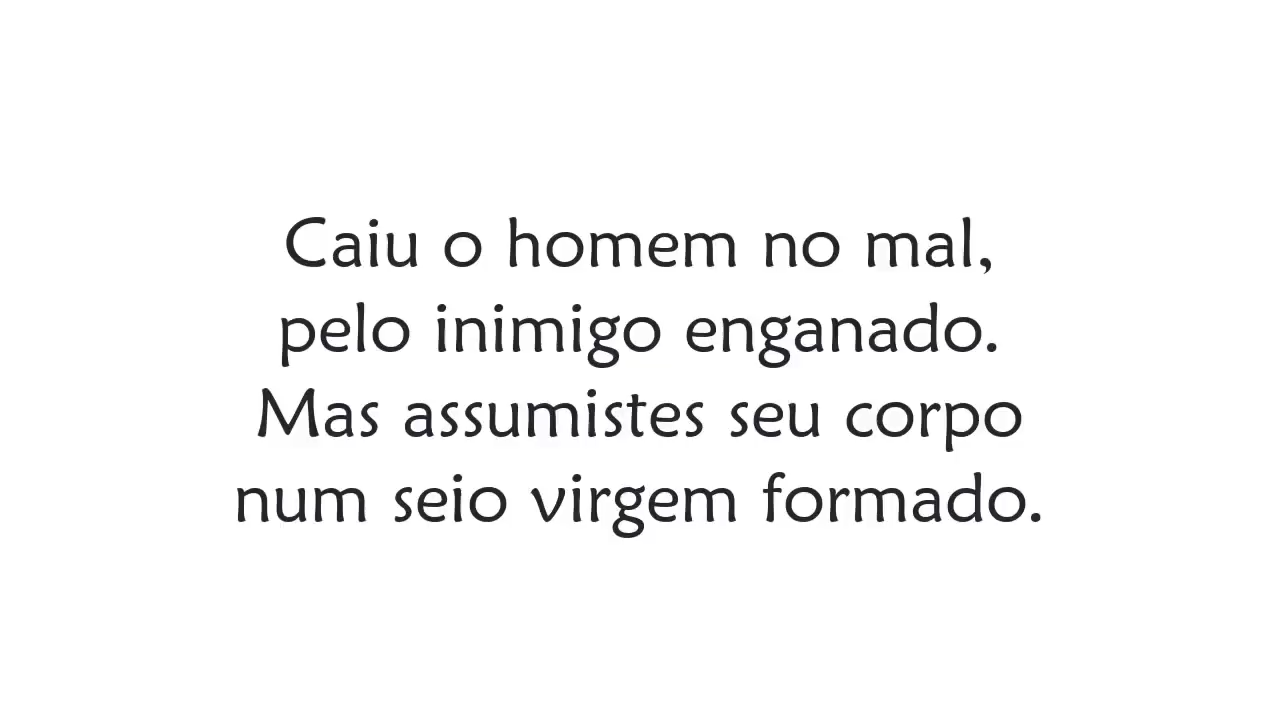 Caiu o homem no mal,
pelo inimigo enganado.
Mas assumistes seu corpo
num seio virgem formado.